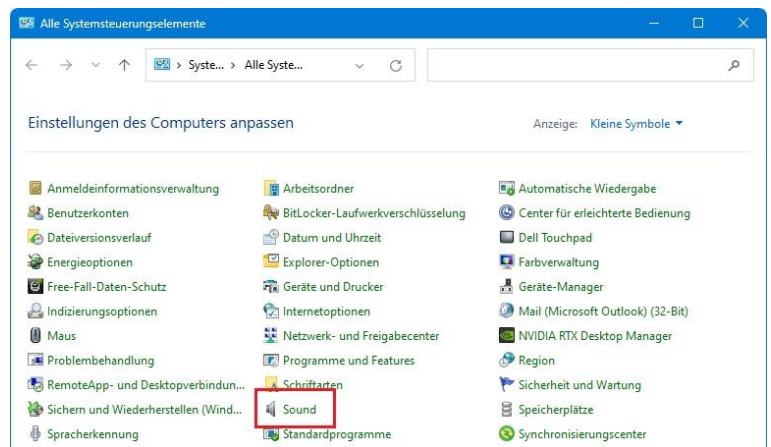 Alle Systemsteuerungselemente
Syste... > Alle Syste...
Einstellungen des Computers anpassen
Anzeige: Kleine Symbole
Anmeldeinformationsverwaltung
Arbeitsordner
Automatische Wiedergabe
Benutzerkonten
BitLocker-Laufwerkverschlüsselung
Center für erleichterte Bedienung
Dateiversionsverlauf
Datum und Uhrzeit
Dell Touchpad
Energieoptionen
Explorer-Optionen
Farbverwaltung
Free-Fall-Daten-Schutz
Geräte und Drucker
Geräte-Manager
Indizierungsoptionen
Internetoptionen
Mail (Microsoft Outlook) (32-Bit)
Maus
Netzwerk- und Freigabecenter
NVIDIA RTX Desktop Manager
Problembehandlung
Programme und Features
Region
RemoteApp- und Desktopverbindun...
Schriftarten
Sicherheit und Wartung
Sichern und Wiederherstellen (Wind...
Sound
Speicherplätze
Spracherkennung
Standardprogramme
Synchronisierungscenter